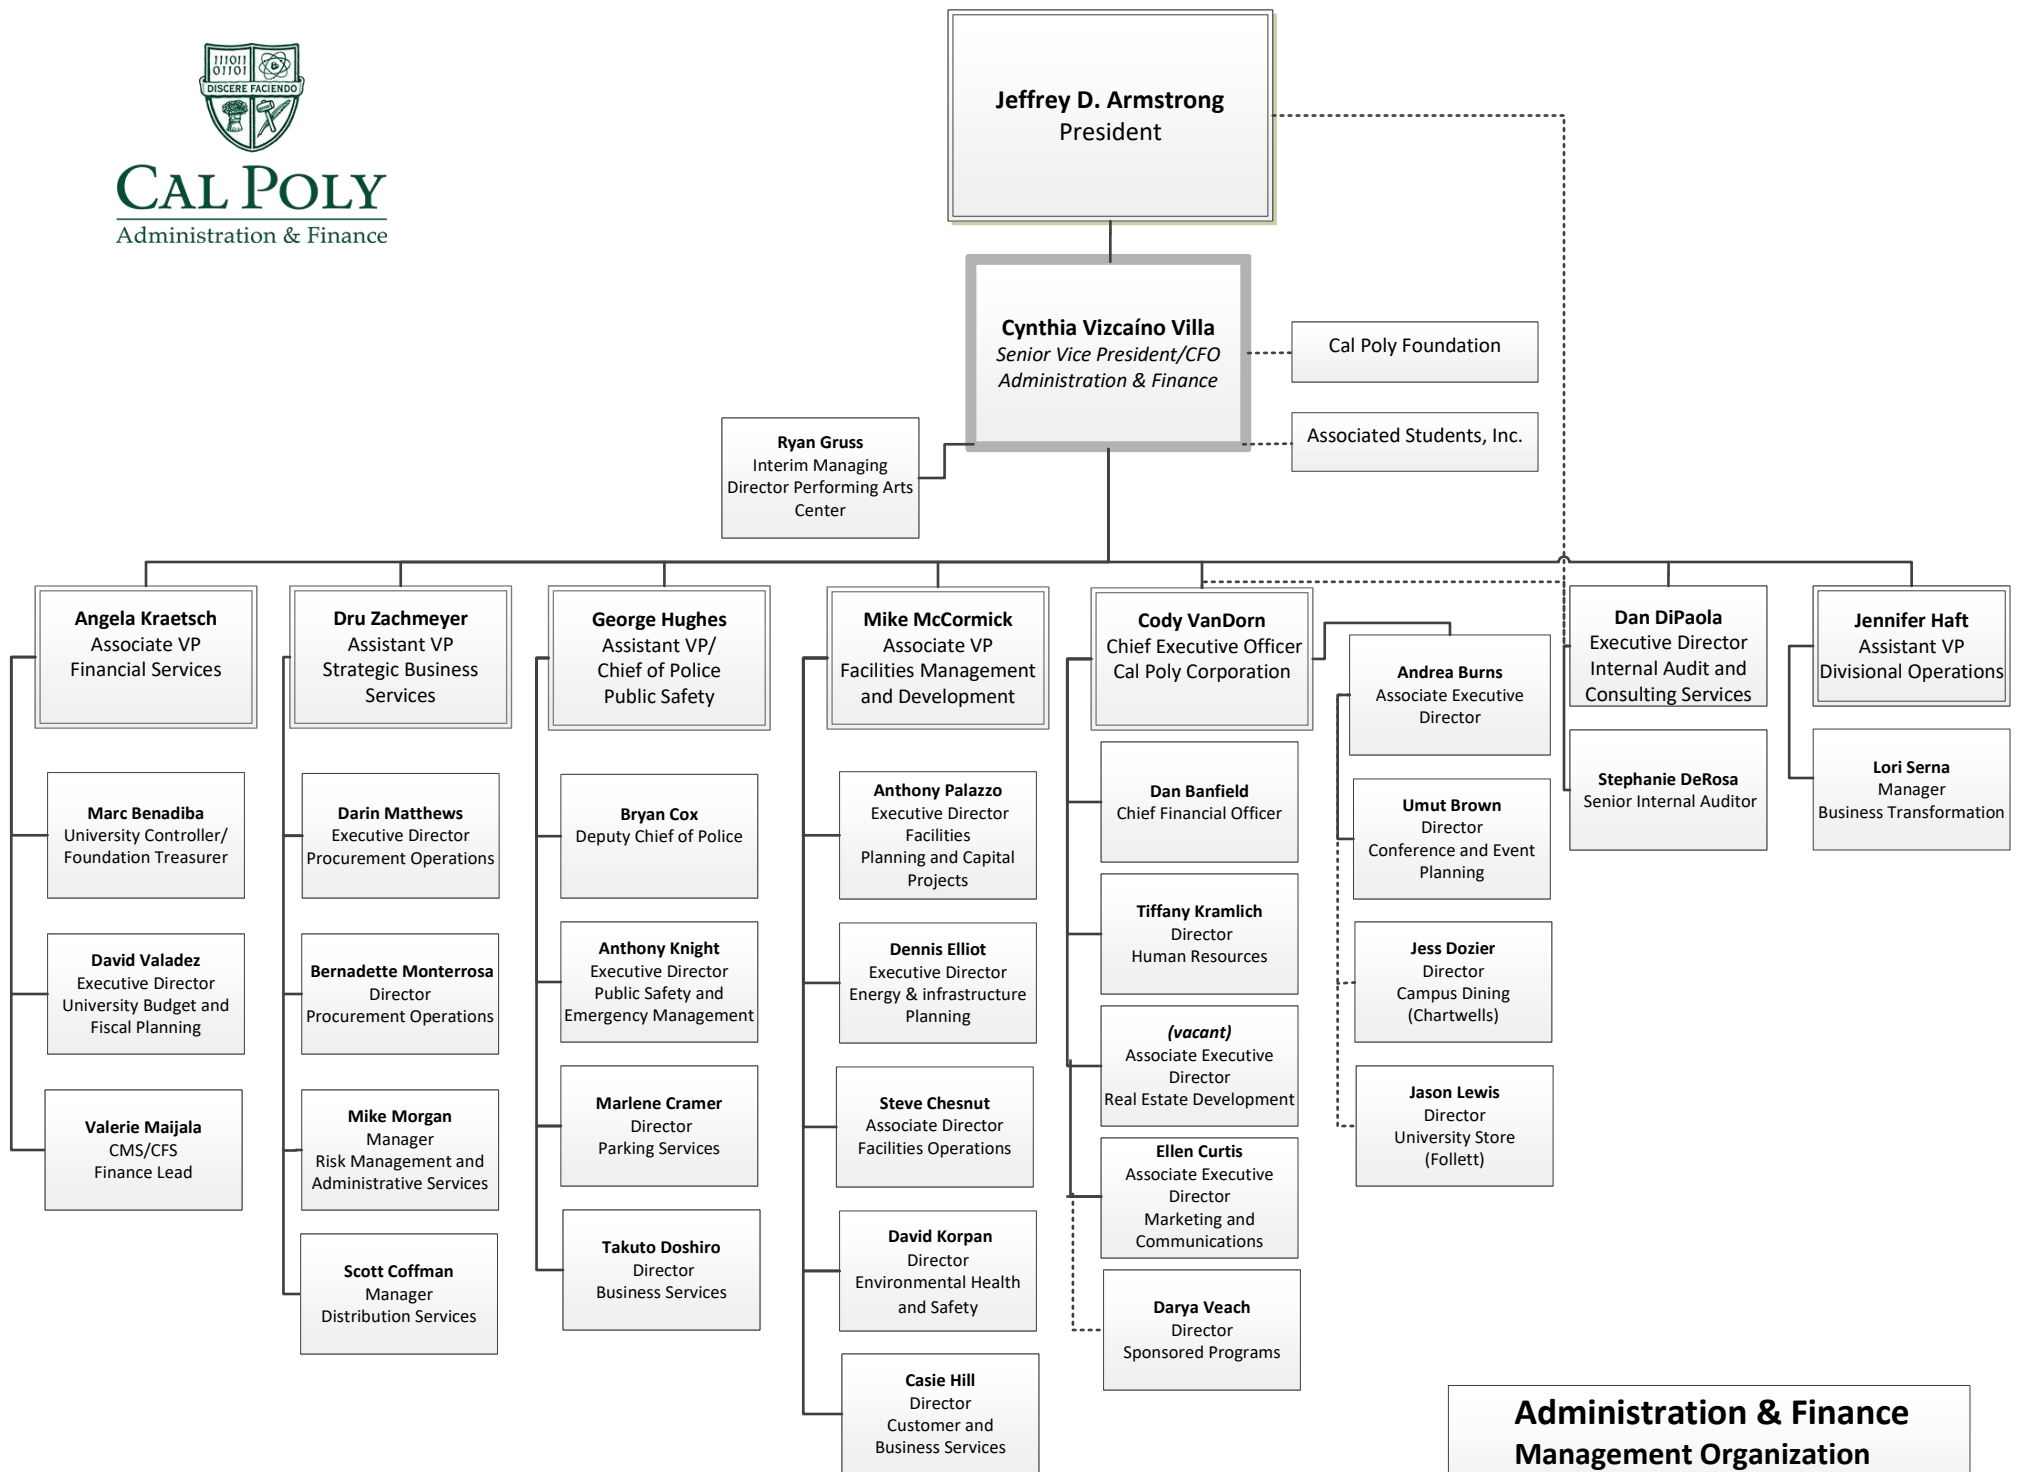 111011
01101
DISCERE FACIENDO
CAL POLY
Administration & Finance
Jeffrey D. Armstrong
President
Cynthia Vizcaíno Villa
Senior Vice President/CFO
Administration & Finance
Cal Poly Foundation
Associated Students, Inc.
Ryan Gruss
Interim Managing
Director Performing Arts
Center
Angela Kraetsch
Associate VP
Financial Services
Marc Benadiba
University Controller/
Foundation Treasurer
David Valadez
Executive Director
University Budget and
Fiscal Planning
Valerie Maijala
CMS/CFS
Finance Lead
Dru Zachmeyer
Assistant VP
Strategic Business
Services
Darin Matthews
Executive Director
Procurement Operations
Bernadette Monterrosa
Director
Procurement Operations
Mike Morgan
Manager
Risk Management and
Administrative Services
Scott Coffman
Manager
Distribution Services
George Hughes
Assistant VP/
Chief of Police
Public Safety
Bryan Cox
Deputy Chief of Police
Anthony Knight
Executive Director
Public Safety and
Emergency Management
Marlene Cramer
Director
Parking Services
Takuto Doshiro
Director
Business Services
Mike McCormick
Associate VP
Facilities Management
and Development
Anthony Palazzo
Executive Director
Facilities
Planning and Capital
Projects
Dennis Elliot
Executive Director
Energy & infrastructure
Planning
Steve Chesnut
Associate Director
Facilities Operations
David Korpan
Director
Environmental Health
and Safety
Casie Hill
Director
Customer and
Business Services
Cody VanDorn
Chief Executive Officer
Cal Poly Corporation
Dan Banfield
Chief Financial Officer
Tiffany Kramlich
Director
Human Resources
(vacant)
Associate Executive
Director
Real Estate Development
Ellen Curtis
Associate Executive
Director
Marketing and
Communications
Darya Veach
Director
Sponsored Programs
Andrea Burns
Associate Executive
Director
Umut Brown
Director
Conference and Event
Planning
Jess Dozier
Director
Campus Dining
(Chartwells)
Jason Lewis
Director
University Store
(Follett)
Dan DiPaola
Executive Director
Internal Audit and
Consulting Services
Stephanie DeRosa
Senior Internal Auditor
Jennifer Haft
Assistant VP
Divisional Operations
Lori Serna
Manager
Business Transformation
Administration & Finance
Management Organization